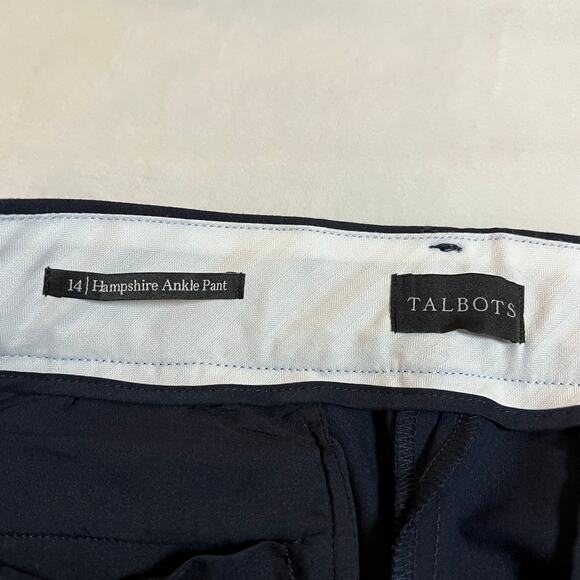 14 | Hampshire Ankle Pant
TALBOTS